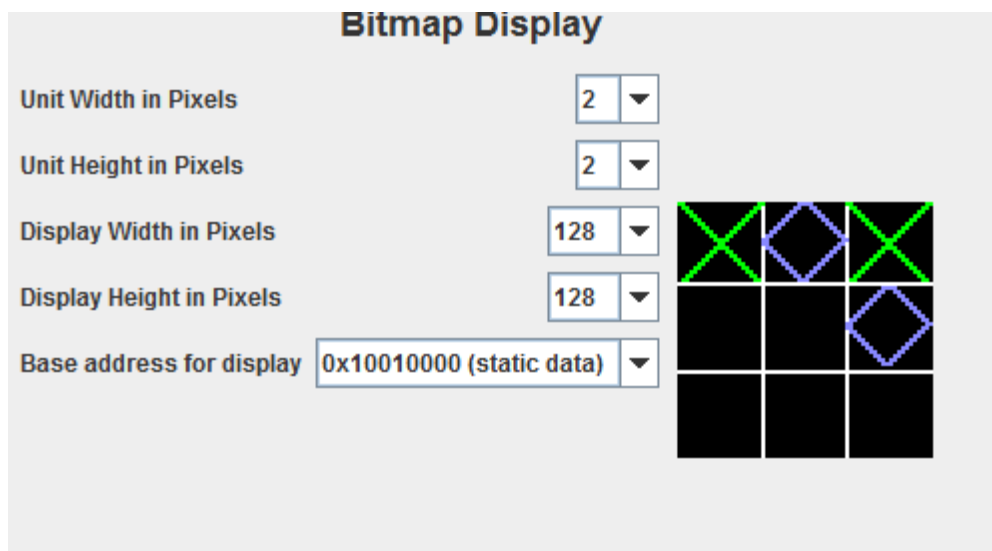 Bitmap Display
Unit Width in Pixels 2
Unit Height in Pixels 2
Display Width in Pixels 128
Display Height in Pixels 128
Base address for display 0x10010000 (static data)